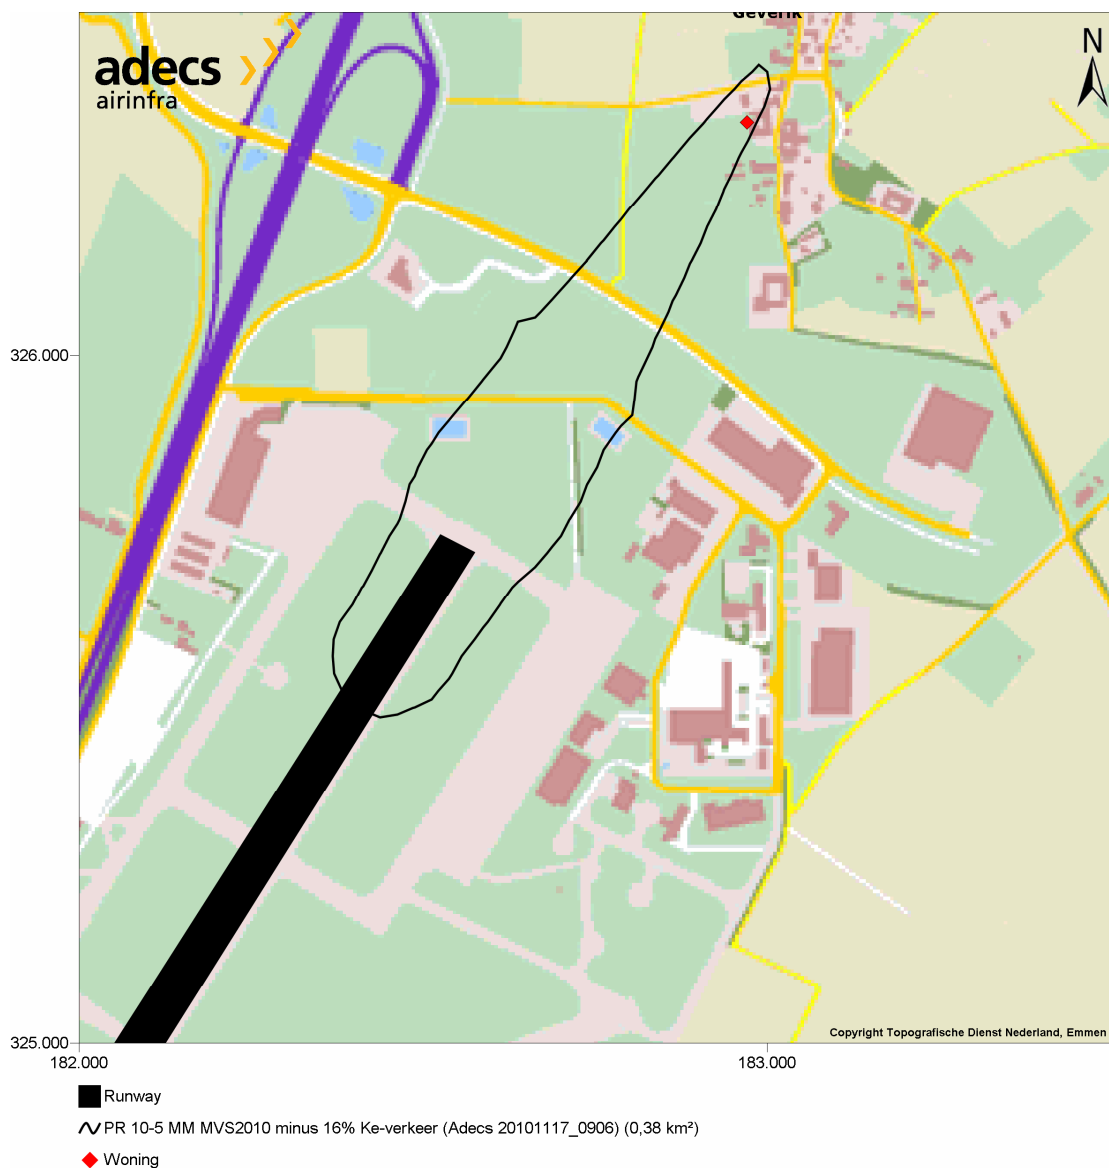 Geverik
adecs
airinfra
N
326.000
325.000
Copyright Topografische Dienst Nederland, Emmen
182.000
183.000
Runway
PR 10-5 MM MVS2010 minus 16% Ke-verkeer (Adecs 20101117_0906) (0,38 km²)
Woning